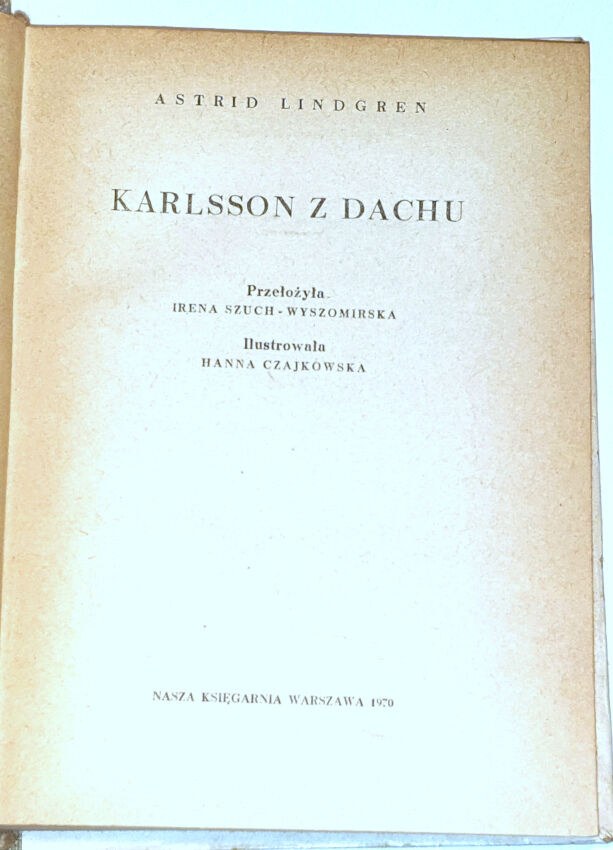 ASTRID LINDGREN
KARLSSON Z DACHU
Przełożyła
IRENA SZUCH-WYSZOMIRSKA
Ilustrowała
HANNA CZAJKOWSKA
NASZA KSIĘGARNIA WARSZAWA 1970